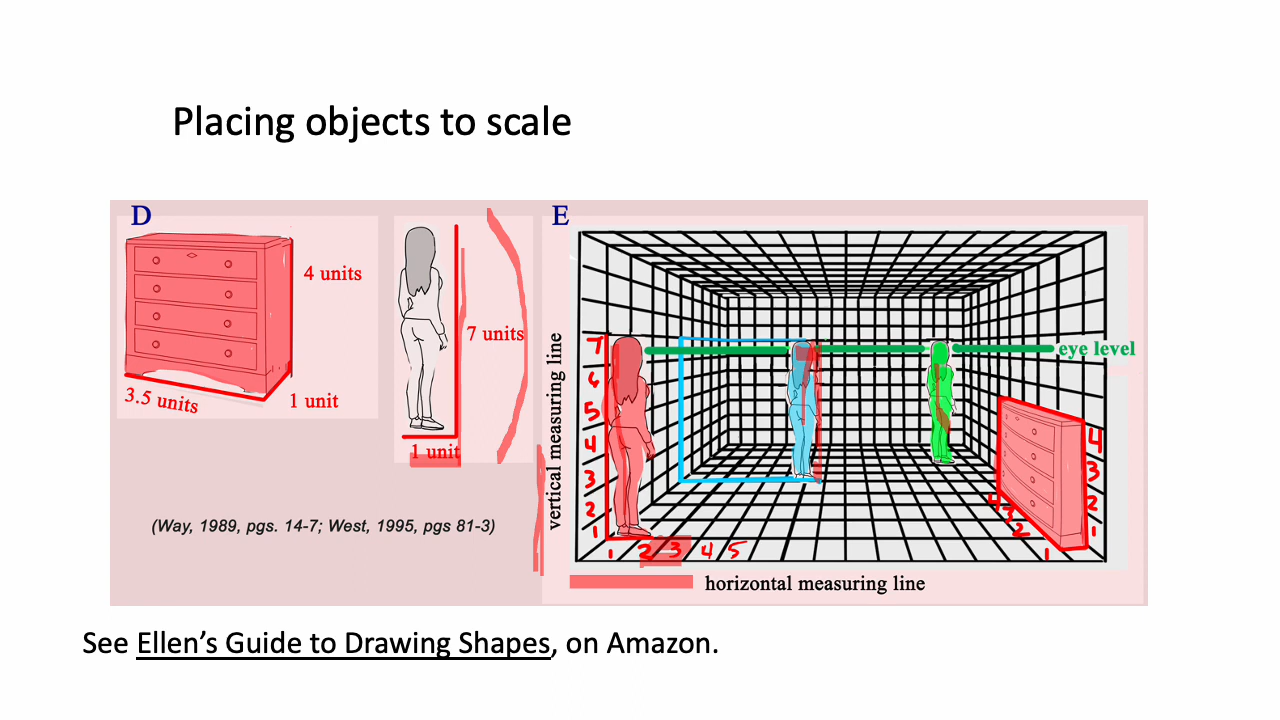 Placing objects to scale
D
4 units
3.5 units
1 unit
7 units
1 unit
(Way, 1989, pgs. 14-7; West, 1995, pgs 81-3)
E
vertical measuring line
7
6
5
4
3
2
1
1 2 3 4 5
eye level
4
3
2
1
4
3
2
1
horizontal measuring line
See Ellen’s Guide to Drawing Shapes, on Amazon.